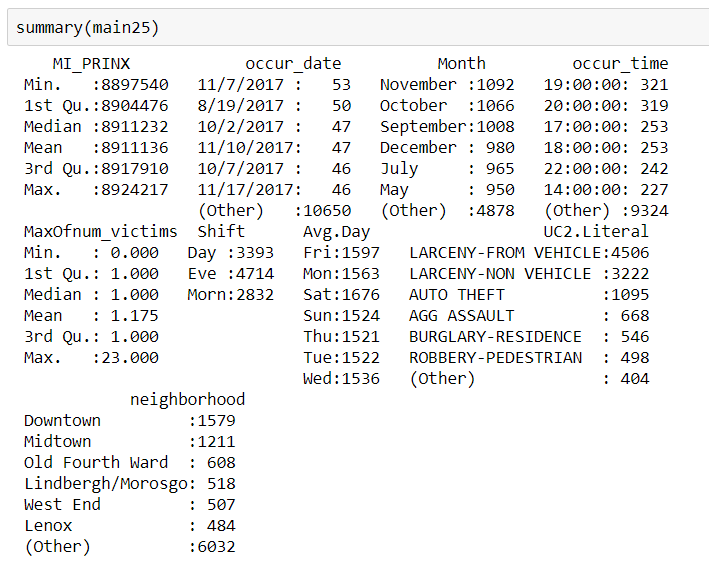 summary(main25)
    MI_PRINX              occur_date          Month          occur_time
 Min.   :8897540   11/7/2017 :   53   November :1092   19:00:00: 321
 1st Qu.:8904476   8/19/2017 :   50   October  :1066   20:00:00: 319
 Median :8911232   10/2/2017 :   47   September:1008   17:00:00: 253
 Mean   :8911136   11/10/2017:   47   December : 980   18:00:00: 253
 3rd Qu.:8917910   10/7/2017 :   46   July     : 965   22:00:00: 242
 Max.   :8924217   11/17/2017:   46   May      : 950   14:00:00: 227
                   (Other)   :10650   (Other)  :4878   (Other) :9324
 MaxOfnum_victims  Shift      Avg.Day                   UC2.Literal
 Min.   : 0.000   Day :3393   Fri:1597   LARCENY-FROM VEHICLE:4506
 1st Qu.: 1.000   Eve :4714   Mon:1563   LARCENY-NON VEHICLE :3222
 Median : 1.000   Morn:2832   Sat:1676   AUTO THEFT          :1095
 Mean   : 1.175               Sun:1524   AGG ASSAULT         : 668
 3rd Qu.: 1.000               Thu:1521   BURGLARY-RESIDENCE  : 546
 Max.   :23.000               Tue:1522   ROBBERY-PEDESTRIAN  : 498
                              Wed:1536   (Other)             : 404
            neighborhood
 Downtown         :1579
 Midtown          :1211
 Old Fourth Ward  : 608
 Lindbergh/Morosgo: 518
 West End         : 507
 Lenox            : 484
 (Other)          :6032